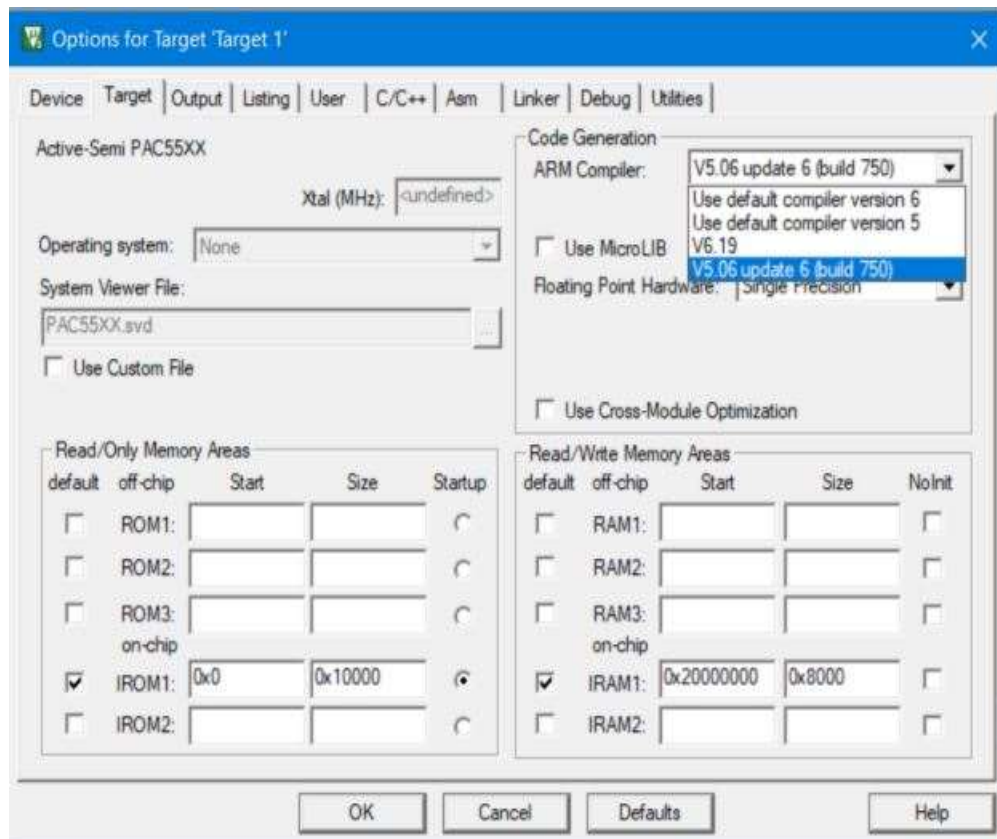 Options for Target 'Target 1'
Device Target Output Listing User C/C++ Asm Linker Debug Utilities
Active-Semi PAC55XX
Xtal (MHz): <undefined>
Operating system: None
System Viewer File:
PAC55XX.svd
...
Use Custom File
Code Generation
ARM Compiler: V5.06 update 6 (build 750)
Use default compiler version 6
Use default compiler version 5
V6.19
V5.06 update 6 (build 750)
Use MicroLIB
Floating Point Hardware: Single Precision
Use Cross-Module Optimization
Read/Only Memory Areas
default off-chip Start Size Startup
ROM1:
ROM2:
ROM3:
on-chip
IROM1: 0x0 0x10000
IROM2:
Read/Write Memory Areas
default off-chip Start Size NoInit
RAM1:
RAM2:
RAM3:
on-chip
IRAM1: 0x20000000 0x8000
IRAM2:
OK Cancel Defaults Help